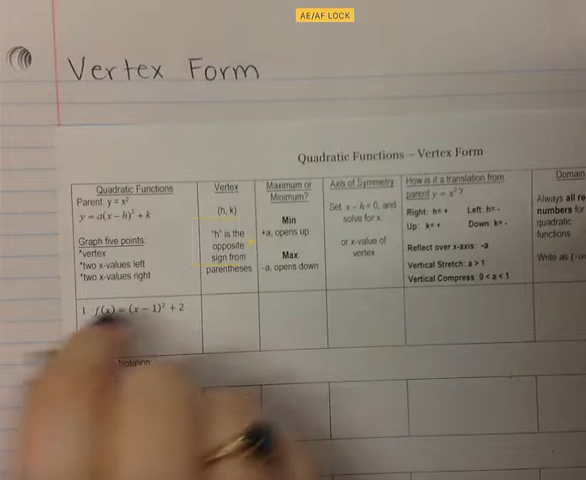 AE/AF LOCK
Vertex Form
Quadratic Functions – Vertex Form
Quadratic Functions
Parent: y = x²
y = a(x − h)² + k
Graph five points:
*vertex
*two x-values left
*two x-values right
Vertex
(h, k)
"h" is the
opposite
sign from
parentheses
Maximum or
Minimum?
Min
+a, opens up
Max
-a, opens down
Axis of Symmetry
Set x − h = 0, and
solve for x
or x-value of
vertex
How is it a translation from
parent y = x²?
Right: h= + Left: h= -
Up: k= + Down: k= -
Reflect over x-axis: -a
Vertical Stretch: a > 1
Vertical Compress: 0 < a < 1
Domain
Always all re
numbers for
quadratic
functions
Write as
1 f(x) = (x − 1)² + 2
Notation